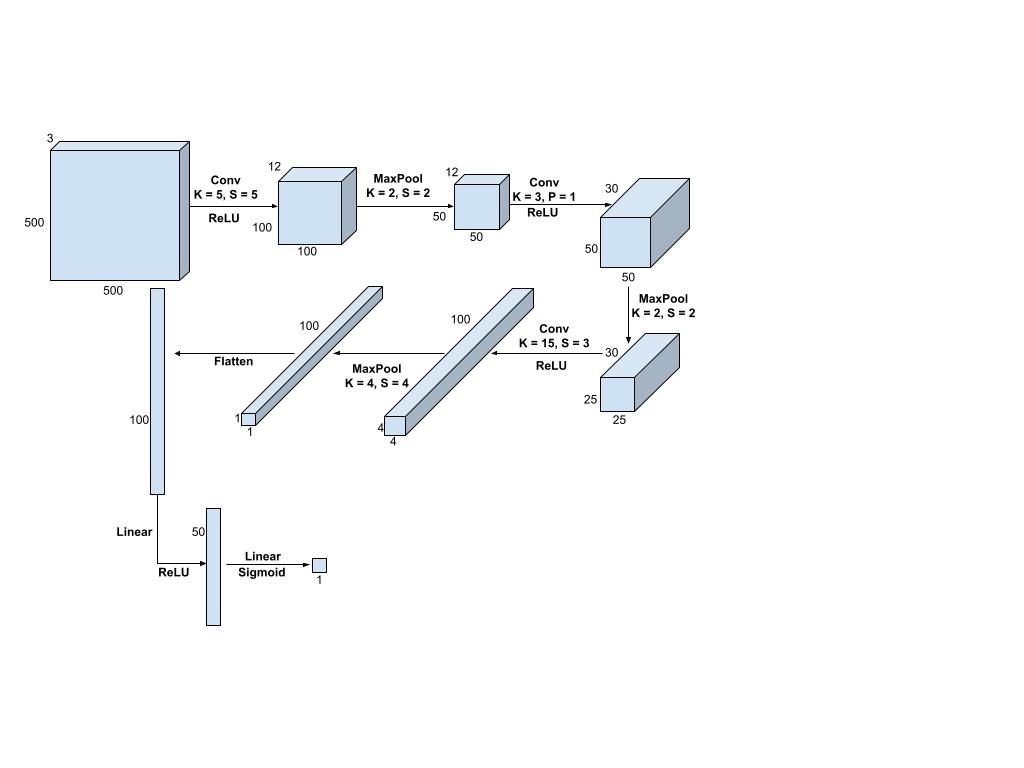 3
500
500
Conv
K = 5, S = 5
ReLU
12
100
100
MaxPool
K = 2, S = 2
12
50
50
Conv
K = 3, P = 1
ReLU
30
50
50
MaxPool
K = 2, S = 2
30
25
25
Conv
K = 15, S = 3
ReLU
100
4
4
MaxPool
K = 4, S = 4
100
1
1
Flatten
100
Linear
ReLU
50
Linear
Sigmoid
1